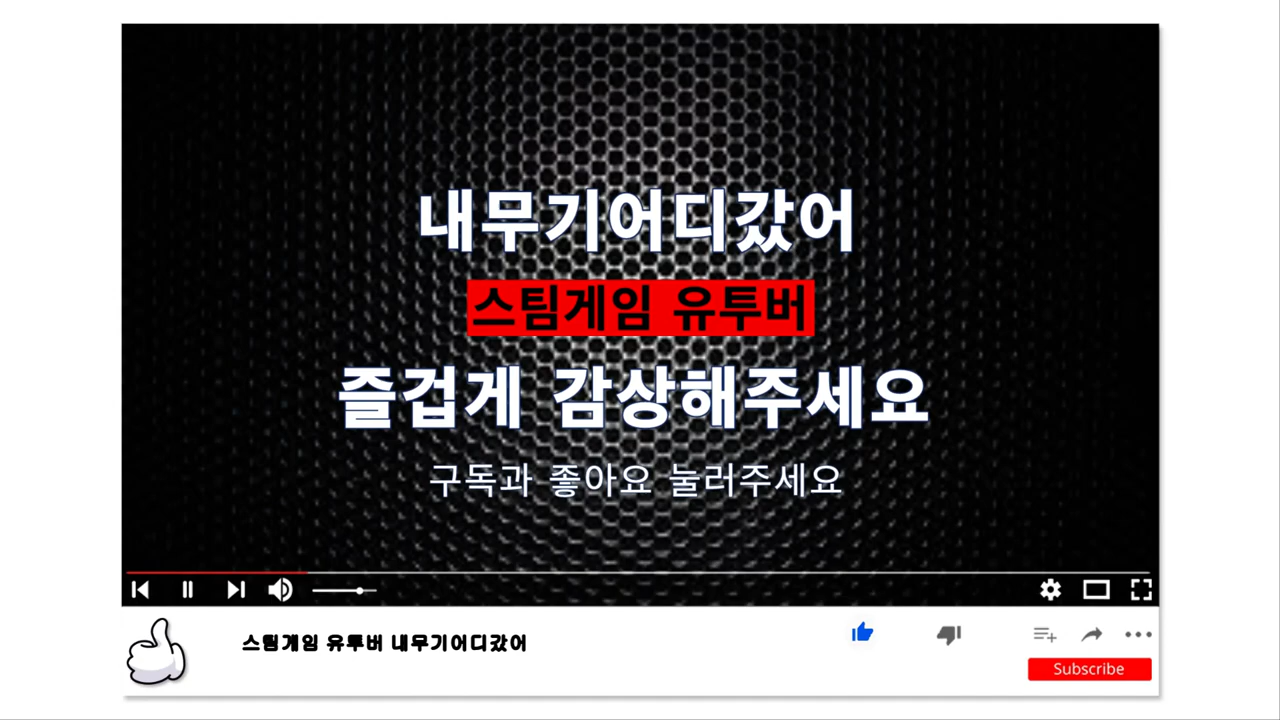 내무기어디갔어
스팀게임 유투버
즐겁게 감상해주세요
구독과 좋아요 눌러주세요
스팀게임 유투버 내무기어디갔어
Subscribe